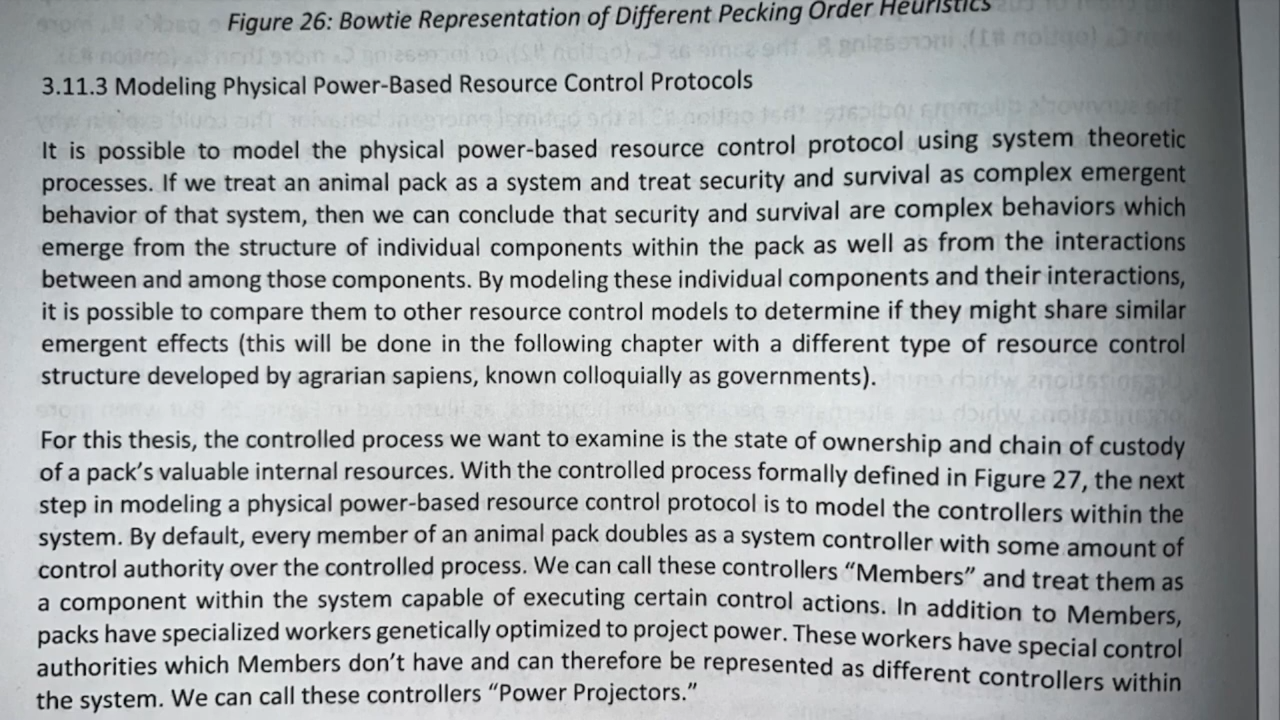 Figure 26: Bowtie Representation of Different Pecking Order Heuristics
3.11.3 Modeling Physical Power-Based Resource Control Protocols
It is possible to model the physical power-based resource control protocol using system theoretic
processes. If we treat an animal pack as a system and treat security and survival as complex emergent
behavior of that system, then we can conclude that security and survival are complex behaviors which
emerge from the structure of individual components within the pack as well as from the interactions
between and among those components. By modeling these individual components and their interactions,
it is possible to compare them to other resource control models to determine if they might share similar
emergent effects (this will be done in the following chapter with a different type of resource control
structure developed by agrarian sapiens, known colloquially as governments).
For this thesis, the controlled process we want to examine is the state of ownership and chain of custody
of a pack's valuable internal resources. With the controlled process formally defined in Figure 27, the next
step in modeling a physical power-based resource control protocol is to model the controllers within the
system. By default, every member of an animal pack doubles as a system controller with some amount of
control authority over the controlled process. We can call these controllers “Members” and treat them as
a component within the system capable of executing certain control actions. In addition to Members,
packs have specialized workers genetically optimized to project power. These workers have special control
authorities which Members don't have and can therefore be represented as different controllers within
the system. We can call these controllers “Power Projectors.”